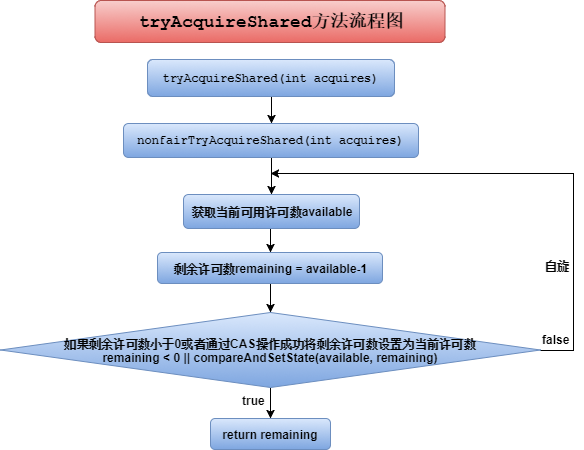 tryAcquireShared方法流程图
tryAcquireShared(int acquires)
nonfairTryAcquireShared(int acquires)
获取当前可用许可数available
剩余许可数remaining = available-1
自旋
如果剩余许可数小于0或者通过CAS操作成功将剩余许可数设置为当前许可数
remaining < 0 || compareAndSetState(available, remaining)
false
true
return remaining